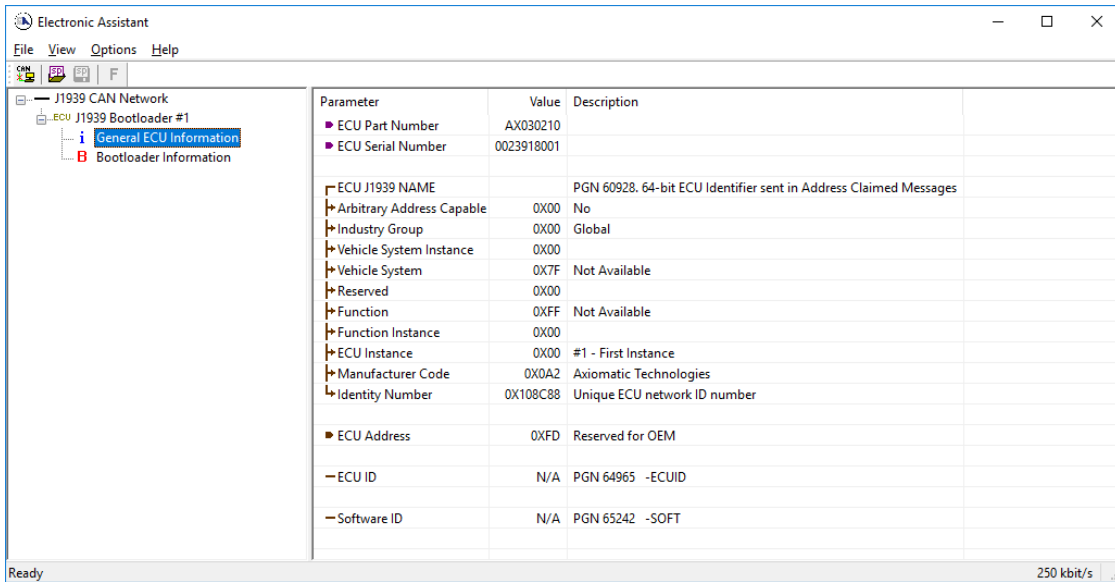 Electronic Assistant
File View Options Help
CAN SP SP F
J1939 CAN Network
ECU J1939 Bootloader #1
i General ECU Information
B Bootloader Information
Parameter Value Description
ECU Part Number AX030210
ECU Serial Number 0023918001
ECU J1939 NAME PGN 60928. 64-bit ECU Identifier sent in Address Claimed Messages
Arbitrary Address Capable 0X00 No
Industry Group 0X00 Global
Vehicle System Instance 0X00
Vehicle System 0X7F Not Available
Reserved 0X00
Function 0XFF Not Available
Function Instance 0X00
ECU Instance 0X00 #1 - First Instance
Manufacturer Code 0X0A2 Axiomatic Technologies
Identity Number 0X108C88 Unique ECU network ID number
ECU Address 0XFD Reserved for OEM
ECU ID N/A PGN 64965 -ECUID
Software ID N/A PGN 65242 -SOFT
Ready 250 kbit/s